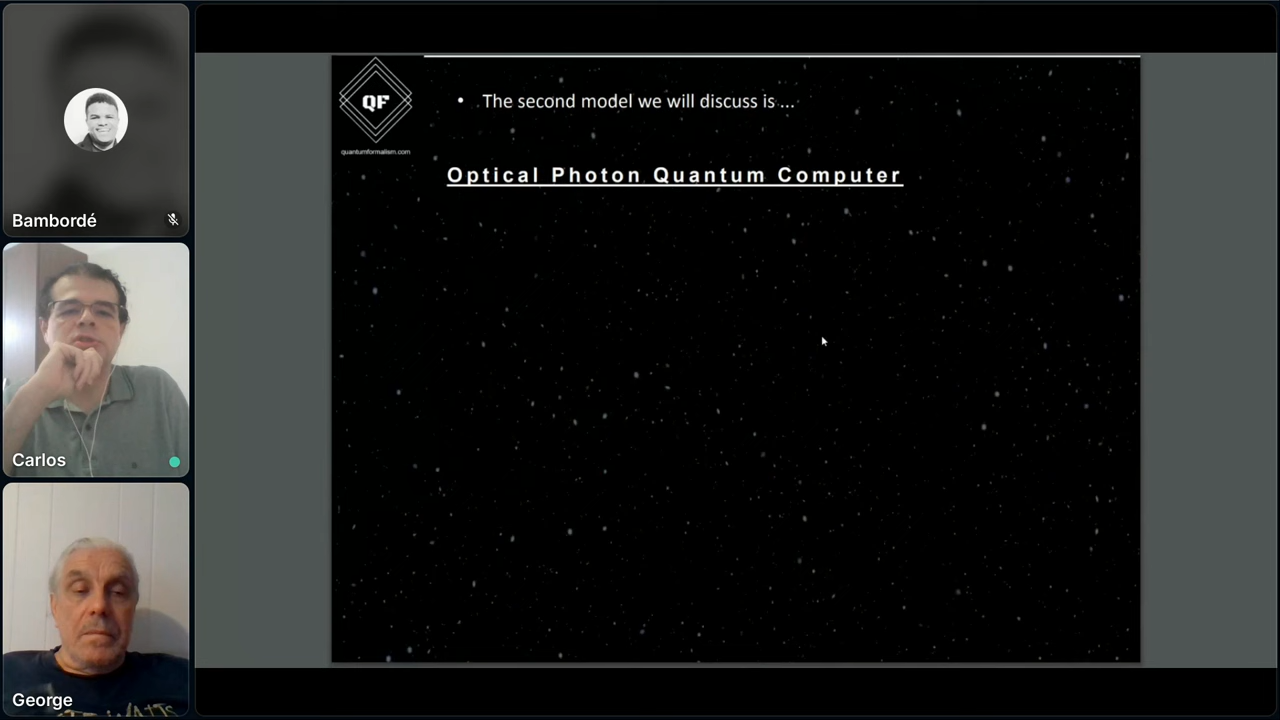 Bambordé
Carlos
George
QF
quantumformalism.com
• The second model we will discuss is ...
Optical Photon Quantum Computer